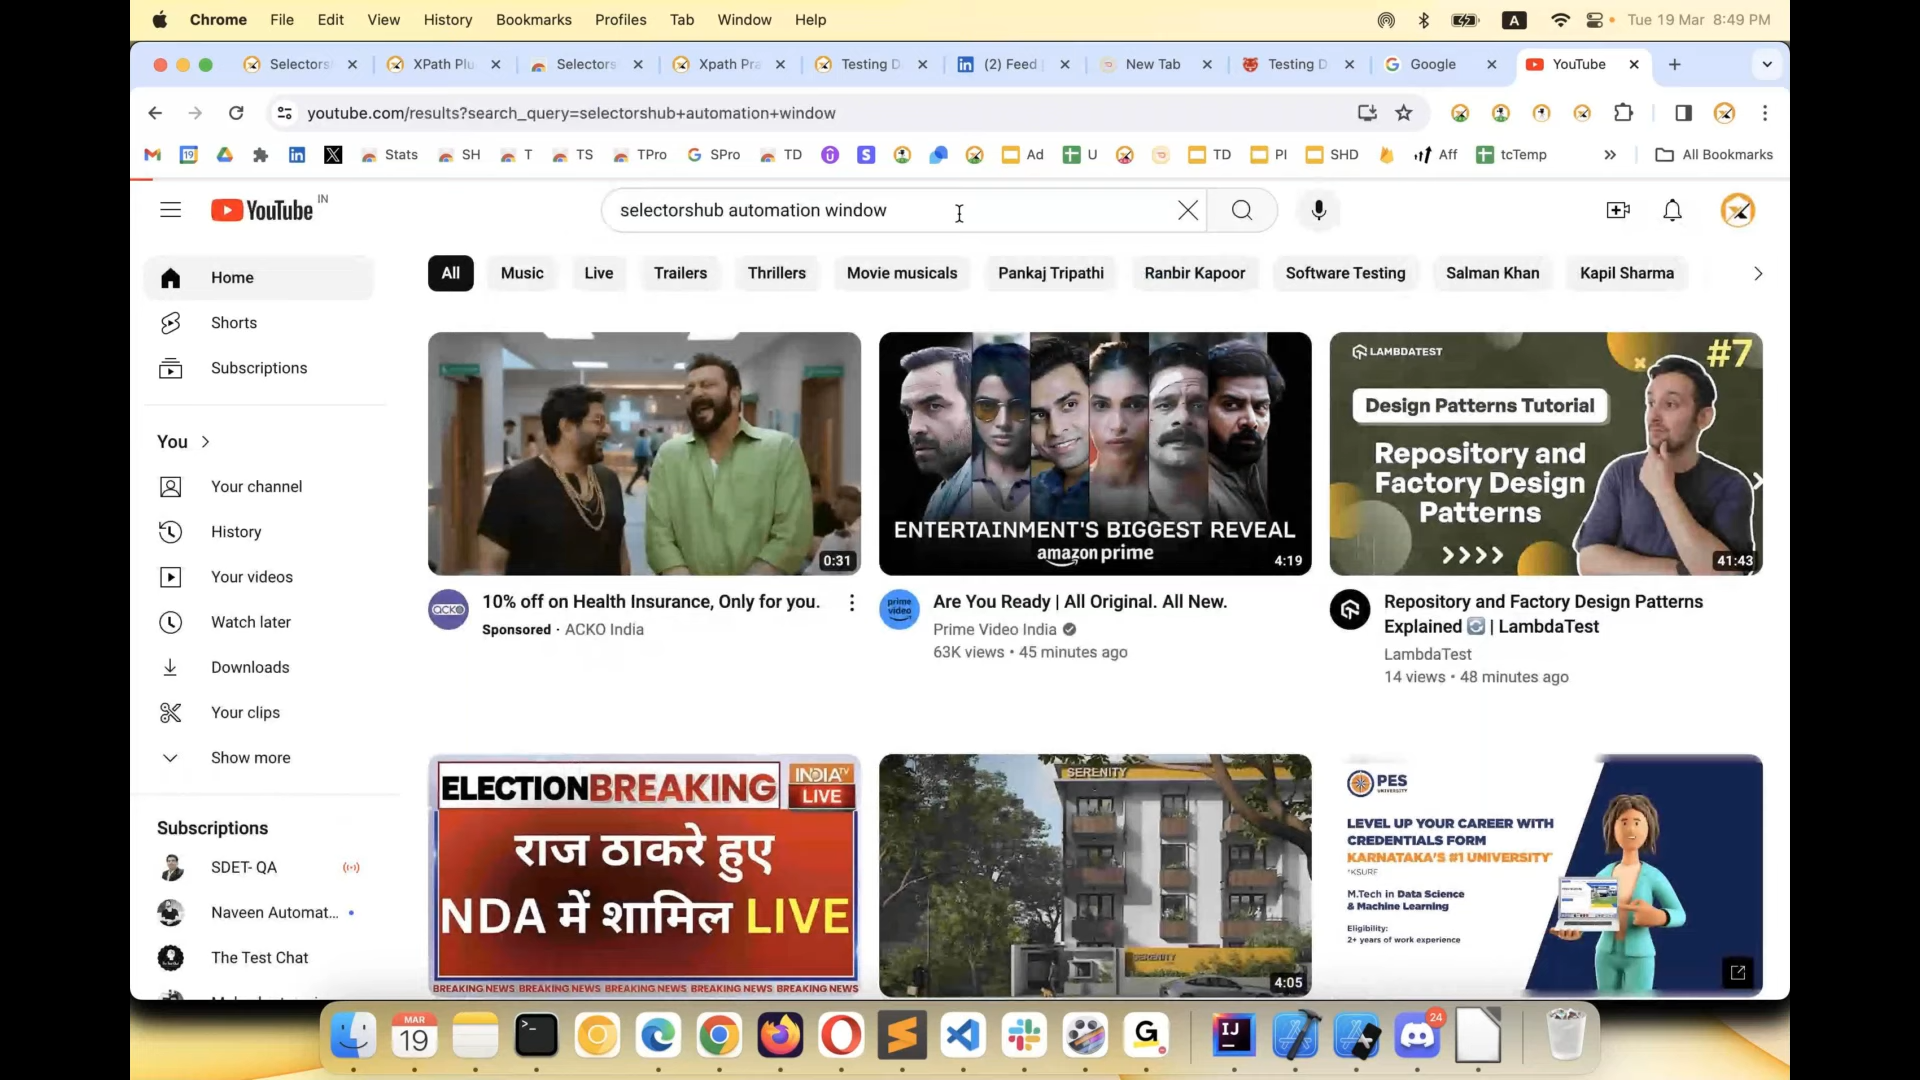 Chrome File Edit View History Bookmarks Profiles Tab Window Help
A Tue 19 Mar 8:49 PM
Selectors XPath Plu Selectors Xpath Pra Testing D (2) Feed New Tab Testing D Google YouTube
youtube.com/results?search_query=selectorshub+automation+window
19 Stats SH T TS TPro SPro TD Ad U TD PI SHD Aff tcTemp All Bookmarks
YouTube IN
selectorshub automation window
Home
Shorts
Subscriptions
You
Your channel
History
Your videos
Watch later
Downloads
Your clips
Show more
Subscriptions
SDET- QA
Naveen Automat...
The Test Chat
All Music Live Trailers Thrillers Movie musicals Pankaj Tripathi Ranbir Kapoor Software Testing Salman Khan Kapil Sharma
0:31
acko
10% off on Health Insurance, Only for you.
Sponsored · ACKO India
ENTERTAINMENT'S BIGGEST REVEAL
amazon prime
4:19
prime video
Are You Ready | All Original. All New.
Prime Video India
63K views • 45 minutes ago
LAMBDATEST
#7
Design Patterns Tutorial
Repository and
Factory Design
Patterns
41:43
Repository and Factory Design Patterns
Explained | LambdaTest
LambdaTest
14 views • 48 minutes ago
ELECTIONBREAKING
INDIA TV
LIVE
राज ठाकरे हुए
NDA में शामिल LIVE
BREAKING NEWS BREAKING NEWS BREAKING NEWS BREAKING NEWS BREAKING NEWS
SERENITY
SERENITY
4:05
PES
UNIVERSITY
LEVEL UP YOUR CAREER WITH
CREDENTIALS FORM
KARNATAKA'S #1 UNIVERSITY*
*KSURF
M.Tech in Data Science
& Machine Learning
Eligibility:
2+ years of work experience
MAR
19
G
IJ
24